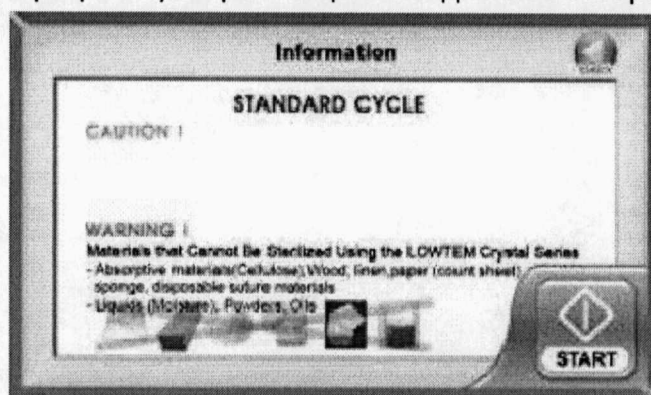 Information
BACK
STANDARD CYCLE
CAUTION !
WARNING !
Materials that Cannot Be Sterilized Using the LOWTEM Crystal Series
- Absorptive materials(Cellulose),Wood, linen,paper (count sheet)
sponge, disposable suture materials
- Liquids (Moisture), Powders, Oils
START